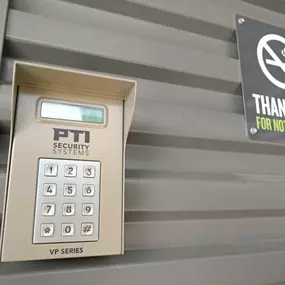 PTI
SECURITY
SYSTEMS
1 2 3
4 5 6
7 8 9
* 0 #
VP SERIES
THAN
FOR NOT